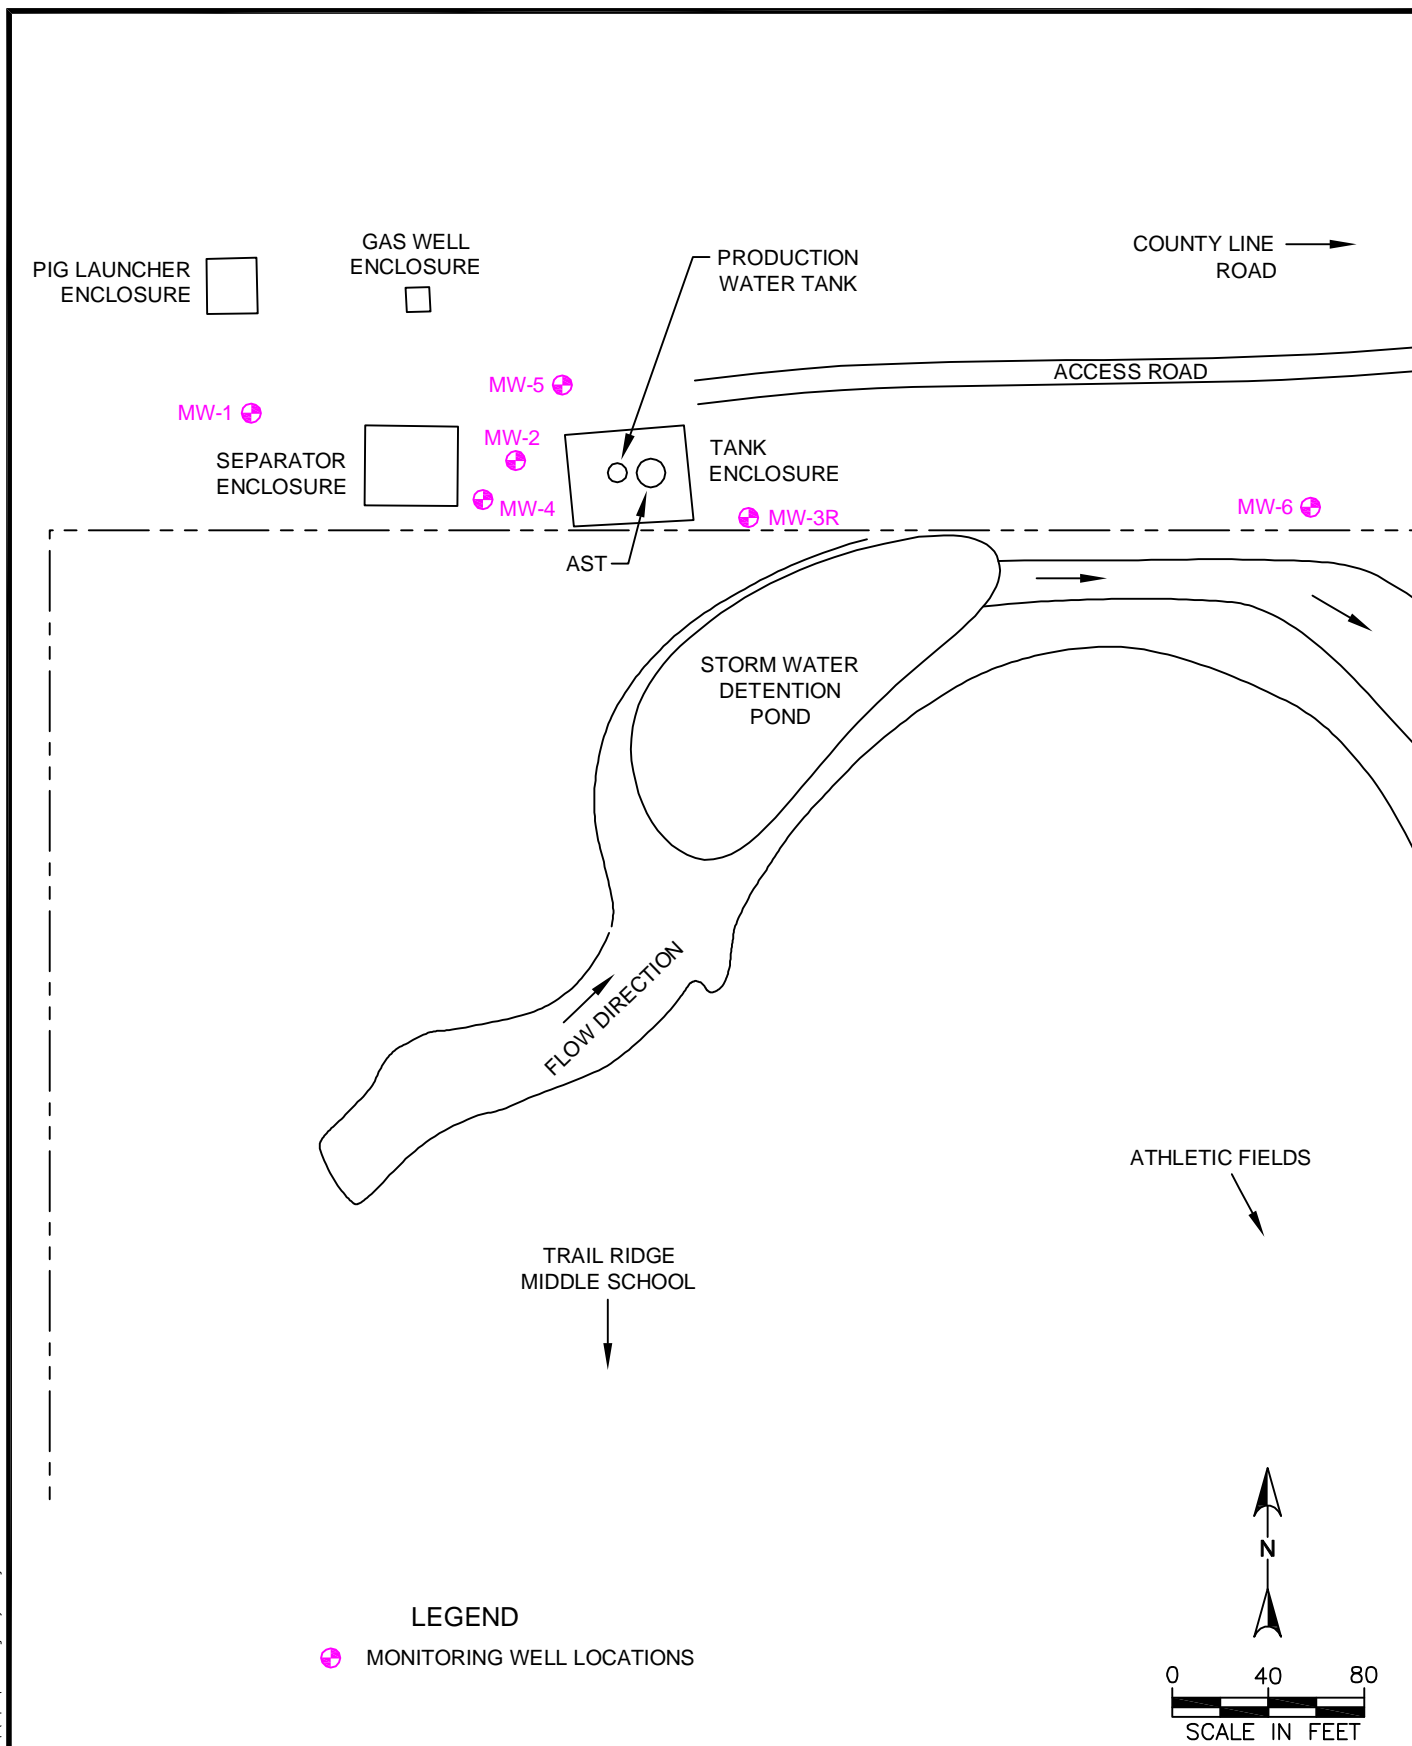 GAS WELL
ENCLOSURE
PIG LAUNCHER
ENCLOSURE
PRODUCTION
WATER TANK
COUNTY LINE
ROAD
ACCESS ROAD
MW-5
MW-1
MW-2
SEPARATOR
ENCLOSURE
TANK
ENCLOSURE
MW-4
MW-3R
MW-6
AST
STORM WATER
DETENTION
POND
FLOW DIRECTION
ATHLETIC FIELDS
TRAIL RIDGE
MIDDLE SCHOOL
N
LEGEND
MONITORING WELL LOCATIONS
0 40 80
SCALE IN FEET